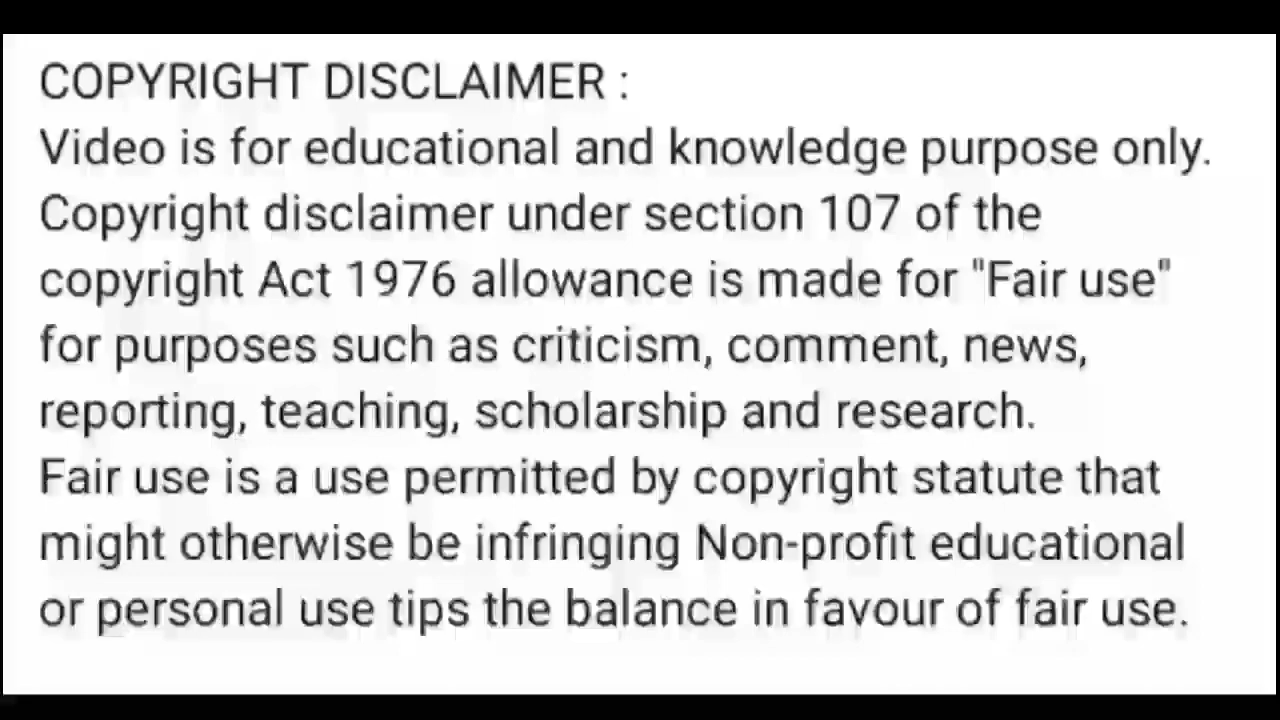 COPYRIGHT DISCLAIMER :
Video is for educational and knowledge purpose only.
Copyright disclaimer under section 107 of the
copyright Act 1976 allowance is made for "Fair use"
for purposes such as criticism, comment, news,
reporting, teaching, scholarship and research.
Fair use is a use permitted by copyright statute that
might otherwise be infringing Non-profit educational
or personal use tips the balance in favour of fair use.